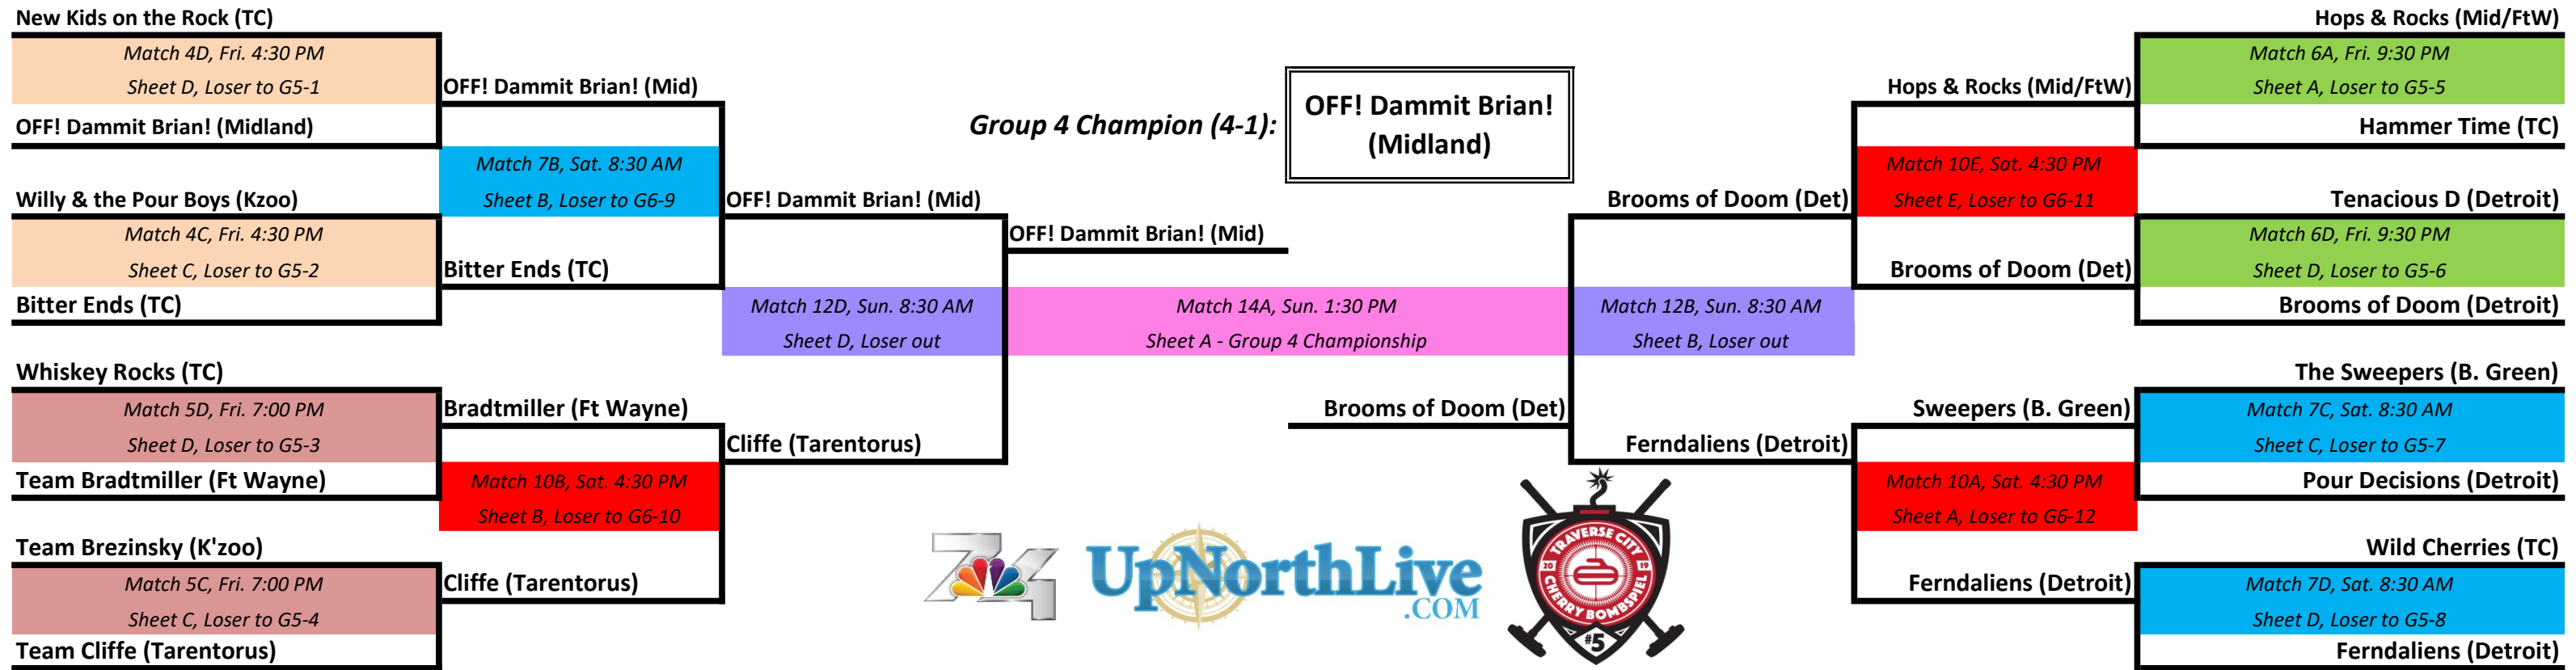 New Kids on the Rock (TC)
Match 4D, Fri. 4:30 PM
Sheet D, Loser to G5-1
OFF! Dammit Brian! (Midland)
Willy & the Pour Boys (Kzoo)
Match 4C, Fri. 4:30 PM
Sheet C, Loser to G5-2
Bitter Ends (TC)
Whiskey Rocks (TC)
Match 5D, Fri. 7:00 PM
Sheet D, Loser to G5-3
Team Bradtmiller (Ft Wayne)
Team Brezinsky (K'zoo)
Match 5C, Fri. 7:00 PM
Sheet C, Loser to G5-4
Team Cliffe (Tarentorus)
OFF! Dammit Brian! (Mid)
Match 7B, Sat. 8:30 AM
Sheet B, Loser to G6-9
Bitter Ends (TC)
Bradtmiller (Ft Wayne)
Match 10B, Sat. 4:30 PM
Sheet B, Loser to G6-10
Cliffe (Tarentorus)
OFF! Dammit Brian! (Mid)
Match 12D, Sun. 8:30 AM
Sheet D, Loser out
Cliffe (Tarentorus)
OFF! Dammit Brian! (Mid)
Group 4 Champion (4-1):
OFF! Dammit Brian!
(Midland)
Match 14A, Sun. 1:30 PM
Sheet A - Group 4 Championship
Brooms of Doom (Det)
Brooms of Doom (Det)
Match 12B, Sun. 8:30 AM
Sheet B, Loser out
Ferndaliens (Detroit)
Hops & Rocks (Mid/FtW)
Match 10E, Sat. 4:30 PM
Sheet E, Loser to G6-11
Brooms of Doom (Det)
Sweepers (B. Green)
Match 10A, Sat. 4:30 PM
Sheet A, Loser to G6-12
Ferndaliens (Detroit)
Hops & Rocks (Mid/FtW)
Match 6A, Fri. 9:30 PM
Sheet A, Loser to G5-5
Hammer Time (TC)
Tenacious D (Detroit)
Match 6D, Fri. 9:30 PM
Sheet D, Loser to G5-6
Brooms of Doom (Detroit)
The Sweepers (B. Green)
Match 7C, Sat. 8:30 AM
Sheet C, Loser to G5-7
Pour Decisions (Detroit)
Wild Cherries (TC)
Match 7D, Sat. 8:30 AM
Sheet D, Loser to G5-8
Ferndaliens (Detroit)
7&4
UpNorthLive
.COM
TRAVERSE CITY
20 19
CHERRY BOMBSPIEL
#5